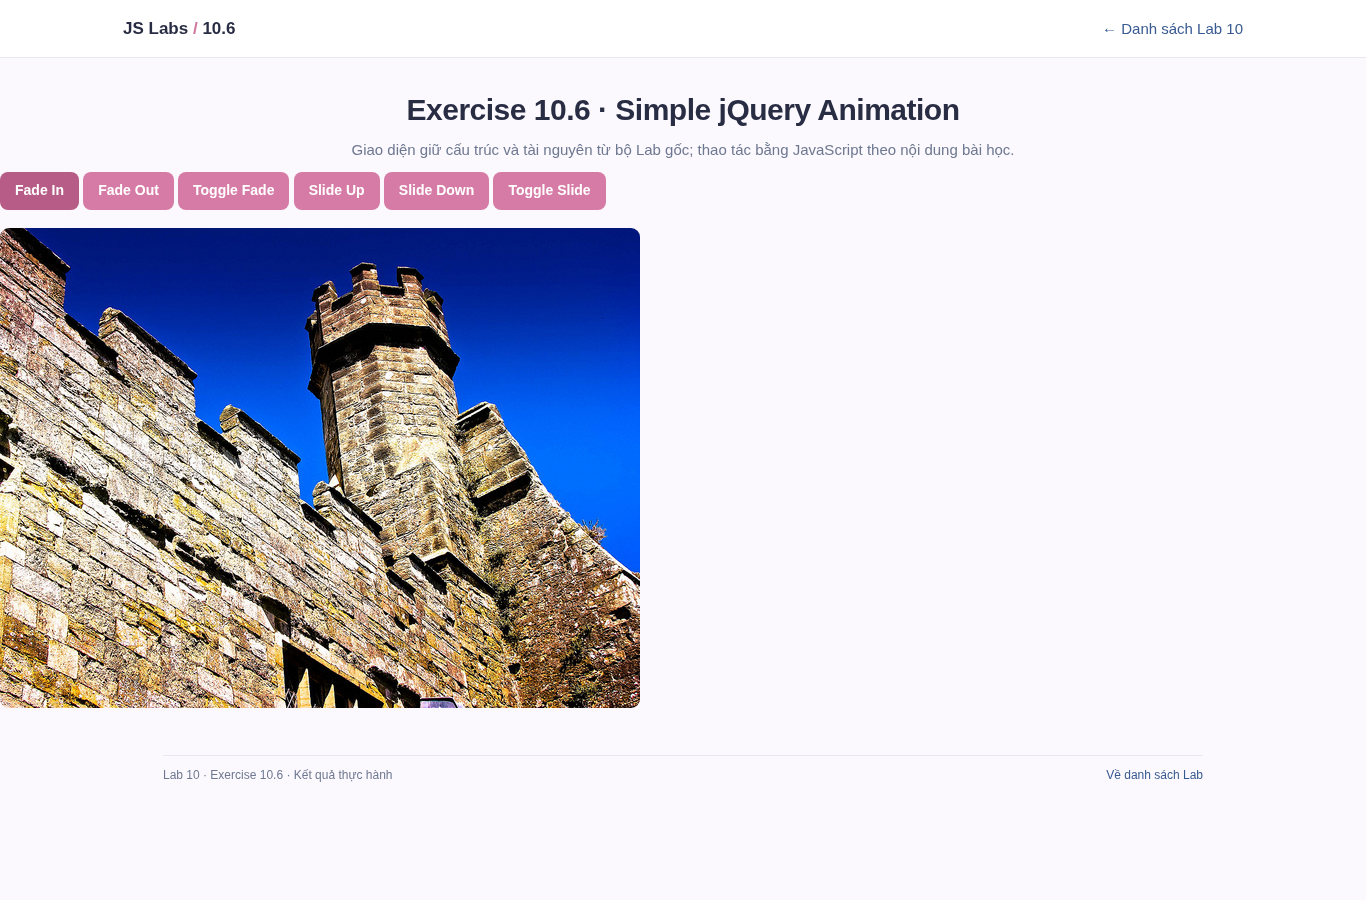 JS Labs / 10.6
← Danh sách Lab 10
Exercise 10.6 · Simple jQuery Animation
Giao diện giữ cấu trúc và tài nguyên từ bộ Lab gốc; thao tác bằng JavaScript theo nội dung bài học.
Fade In
Fade Out
Toggle Fade
Slide Up
Slide Down
Toggle Slide
Lab 10 · Exercise 10.6 · Kết quả thực hành
Về danh sách Lab